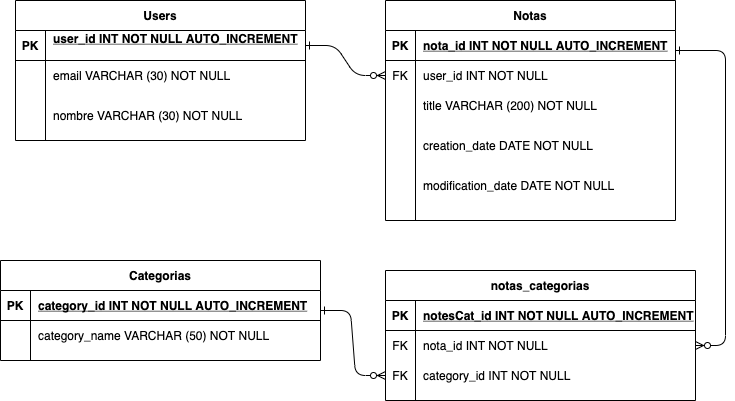 Users
PK user_id INT NOT NULL AUTO_INCREMENT
email VARCHAR (30) NOT NULL
nombre VARCHAR (30) NOT NULL
Notas
PK nota_id INT NOT NULL AUTO_INCREMENT
FK user_id INT NOT NULL
title VARCHAR (200) NOT NULL
creation_date DATE NOT NULL
modification_date DATE NOT NULL
Categorias
PK category_id INT NOT NULL AUTO_INCREMENT
category_name VARCHAR (50) NOT NULL
notas_categorias
PK notesCat_id INT NOT NULL AUTO_INCREMENT
FK nota_id INT NOT NULL
FK category_id INT NOT NULL